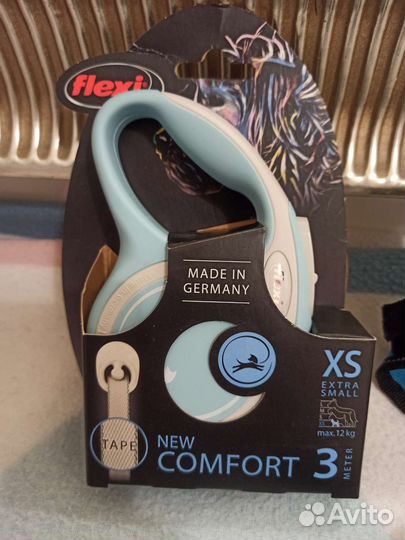 flexi
MADE IN
GERMANY
XS
EXTRA
SMALL
max. 12 kg
TAPE
NEW
COMFORT 3
METER
Avito